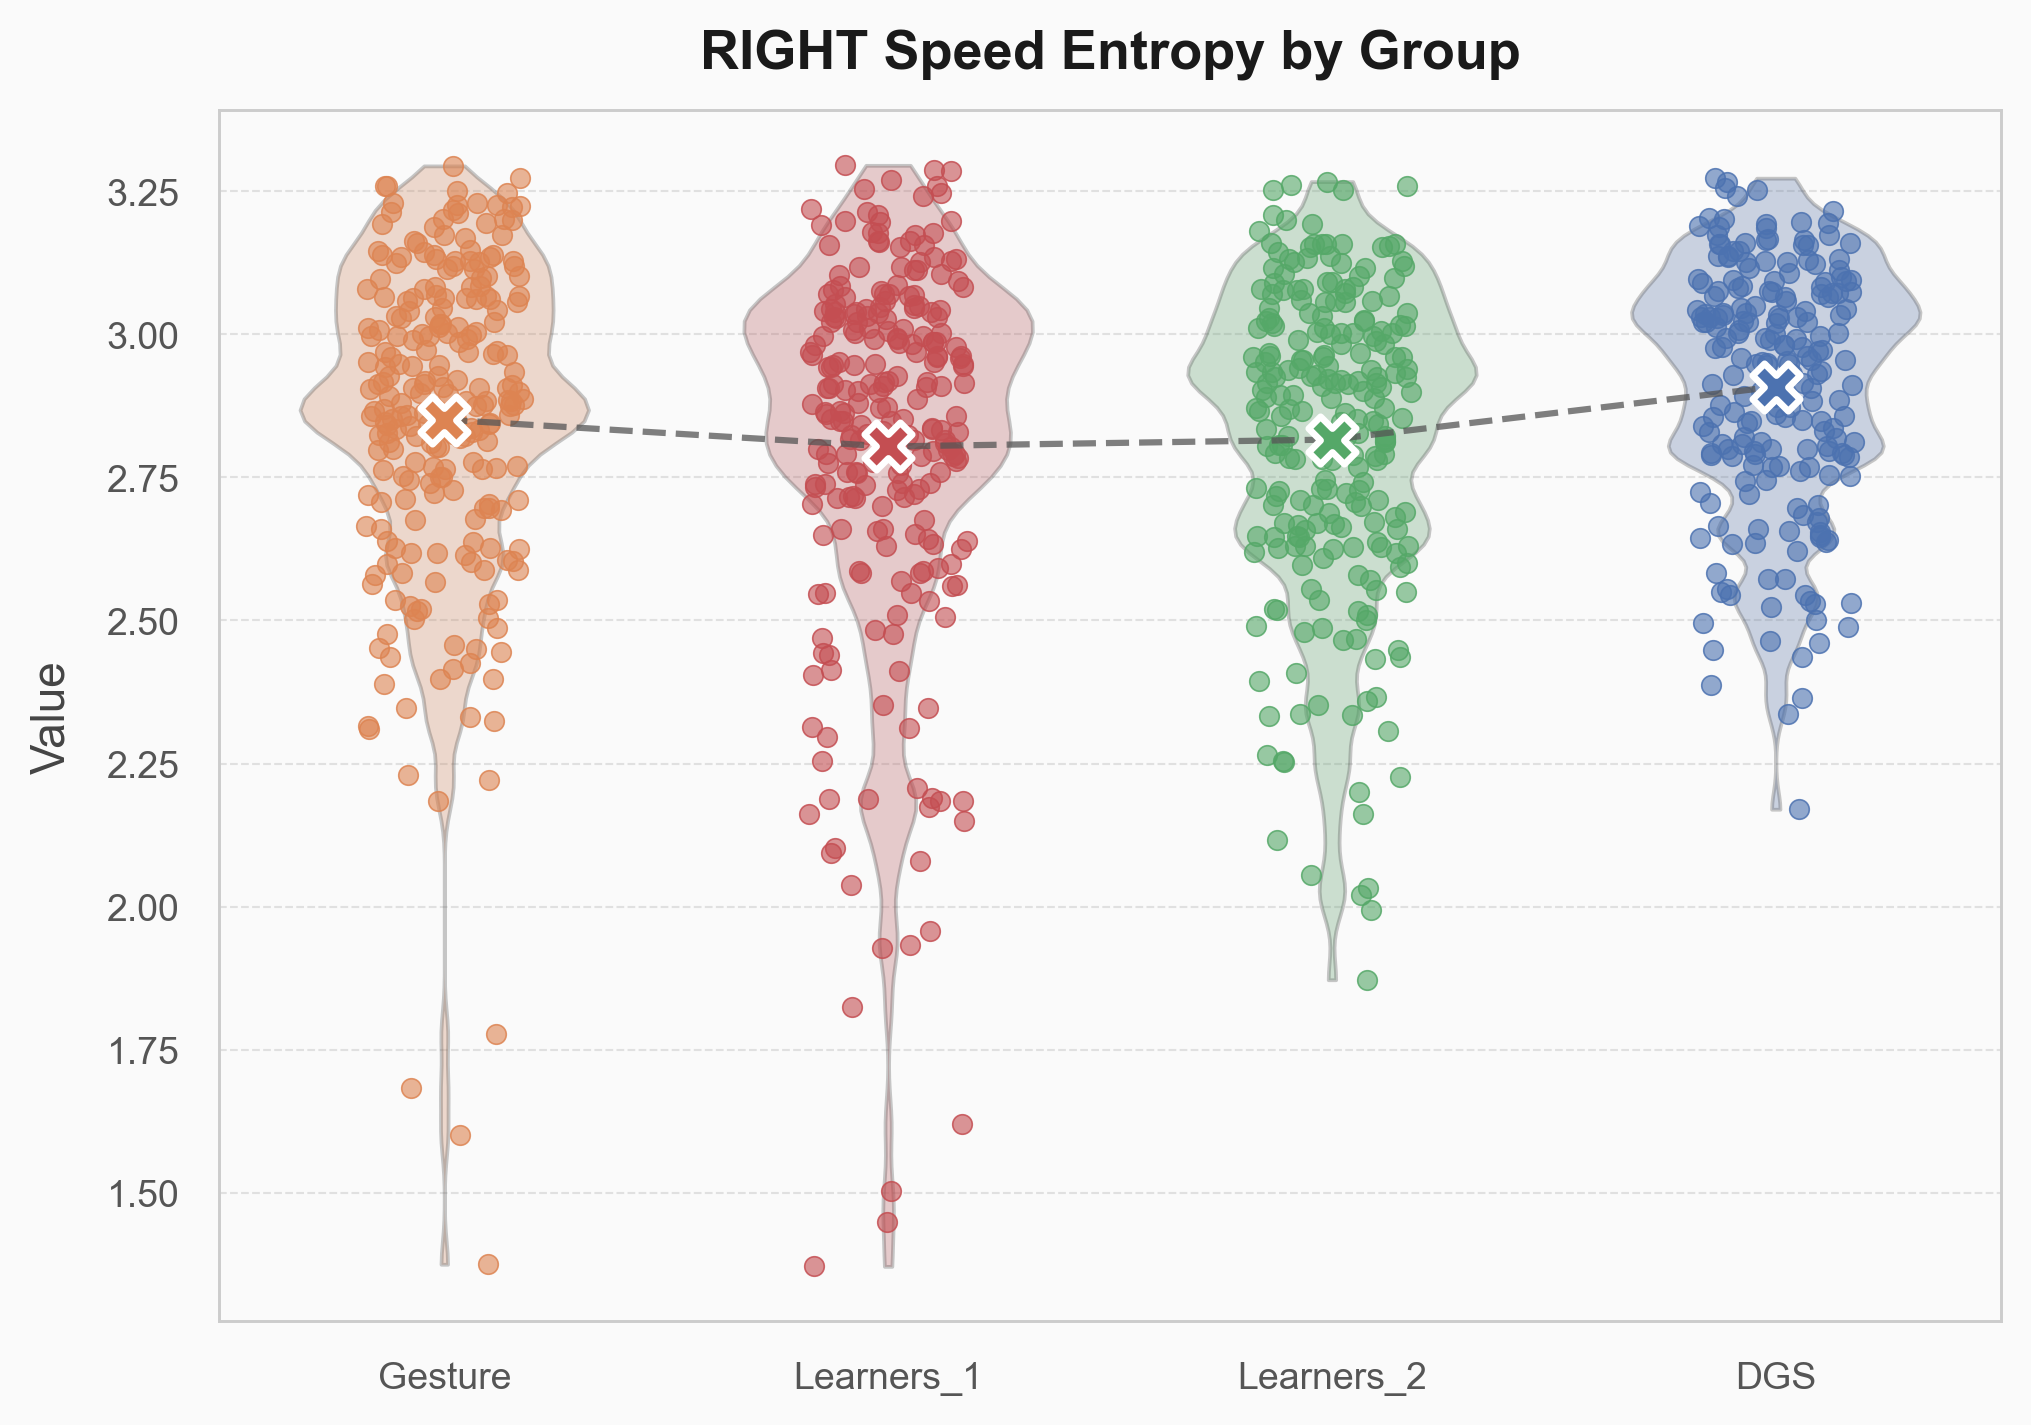 RIGHT Speed Entropy by Group
3.25
3.00
2.75
2.50
2.25
2.00
1.75
1.50
Value
Gesture
Learners_1
Learners_2
DGS